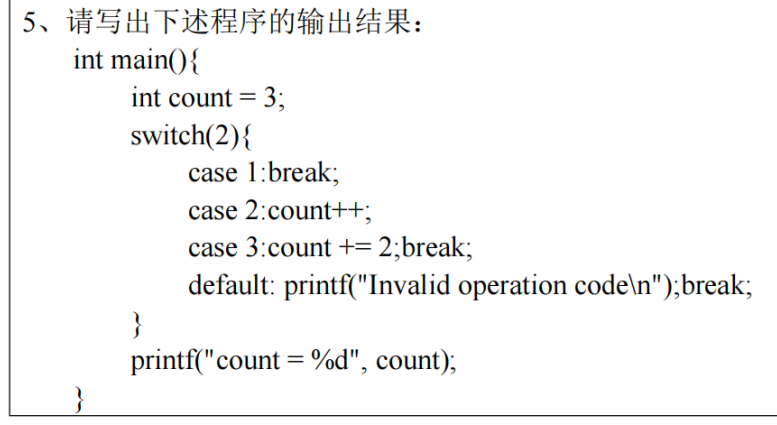 5、请写出下述程序的输出结果：
int main(){
int count = 3;
switch(2){
case 1:break;
case 2:count++;
case 3:count += 2;break;
default: printf("Invalid operation code\n");break;
}
printf("count = %d", count);
}